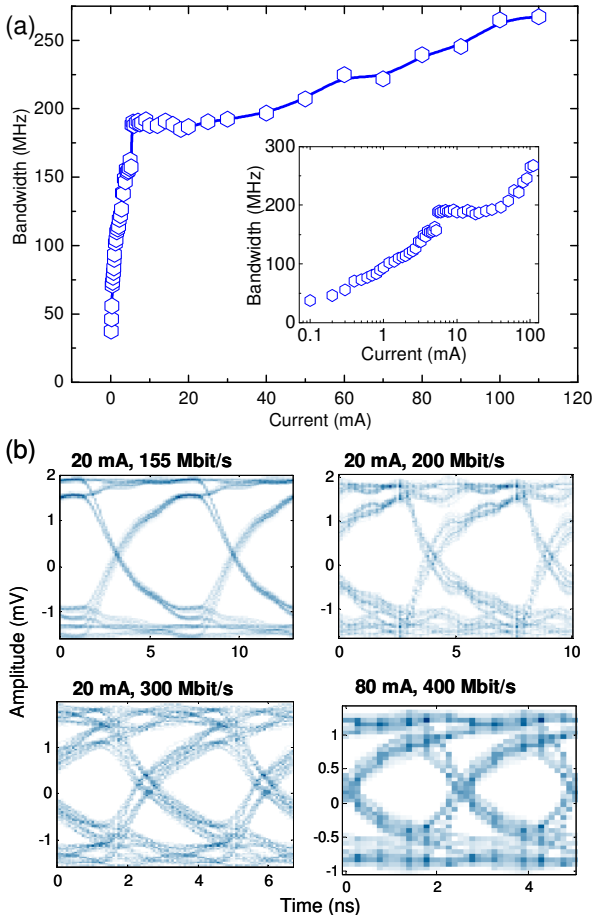 (a)
250
200
150
100
50
0
Bandwidth (MHz)
0 20 40 60 80 100 120
Current (mA)
300
200
100
0
Bandwidth (MHz)
0.1 1 10 100
Current (mA)
(b)
20 mA, 155 Mbit/s
2
1
0
-1
0 5 10
20 mA, 200 Mbit/s
2
1
0
-1
0 5 10
20 mA, 300 Mbit/s
1
0
-1
0 2 4 6
80 mA, 400 Mbit/s
1
0.5
0
-0.5
-1
0 2 4
Amplitude (mV)
Time (ns)